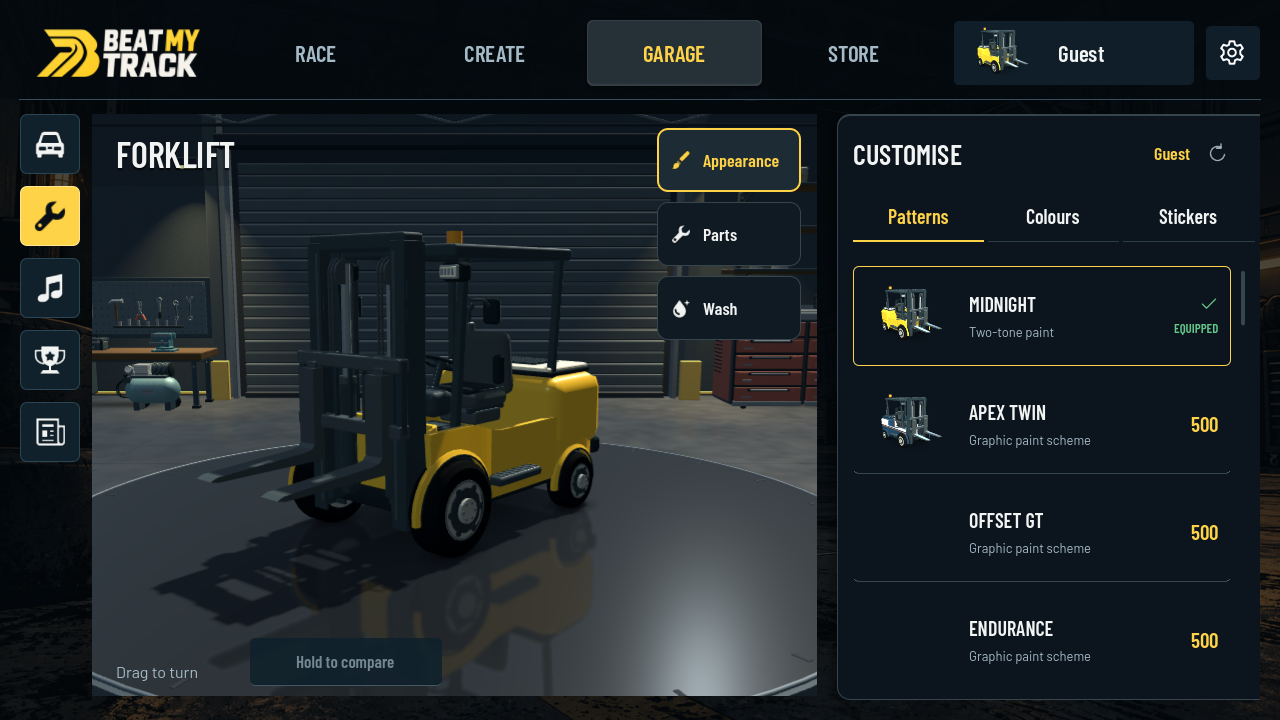 BEAT MY
TRACK
RACE
CREATE
GARAGE
STORE
Guest
FORKLIFT
Appearance
Parts
Wash
Drag to turn
Hold to compare
CUSTOMISE
Guest
Patterns
Colours
Stickers
MIDNIGHT
Two-tone paint
EQUIPPED
APEX TWIN
Graphic paint scheme
500
OFFSET GT
Graphic paint scheme
500
ENDURANCE
Graphic paint scheme
500